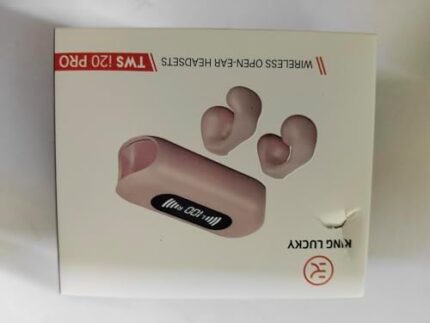 KING LUCKY
100
WIRELESS OPEN-EAR HEADSETS TWS i20 PRO